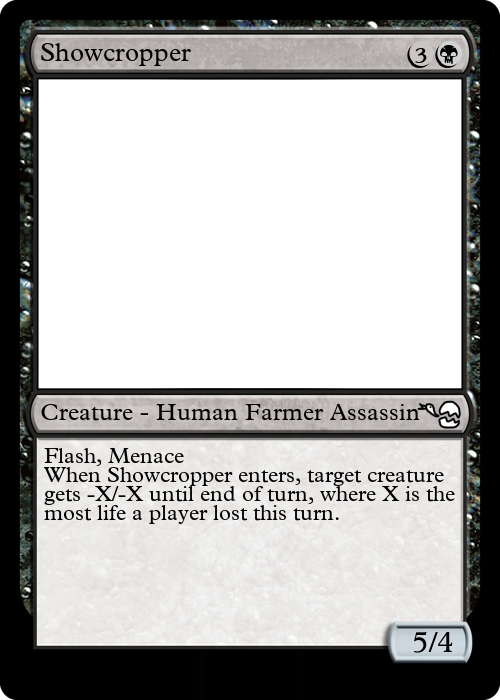 Showcropper 3
Creature - Human Farmer Assassin
Flash, Menace
When Showcropper enters, target creature
gets -X/-X until end of turn, where X is the
most life a player lost this turn.
5/4